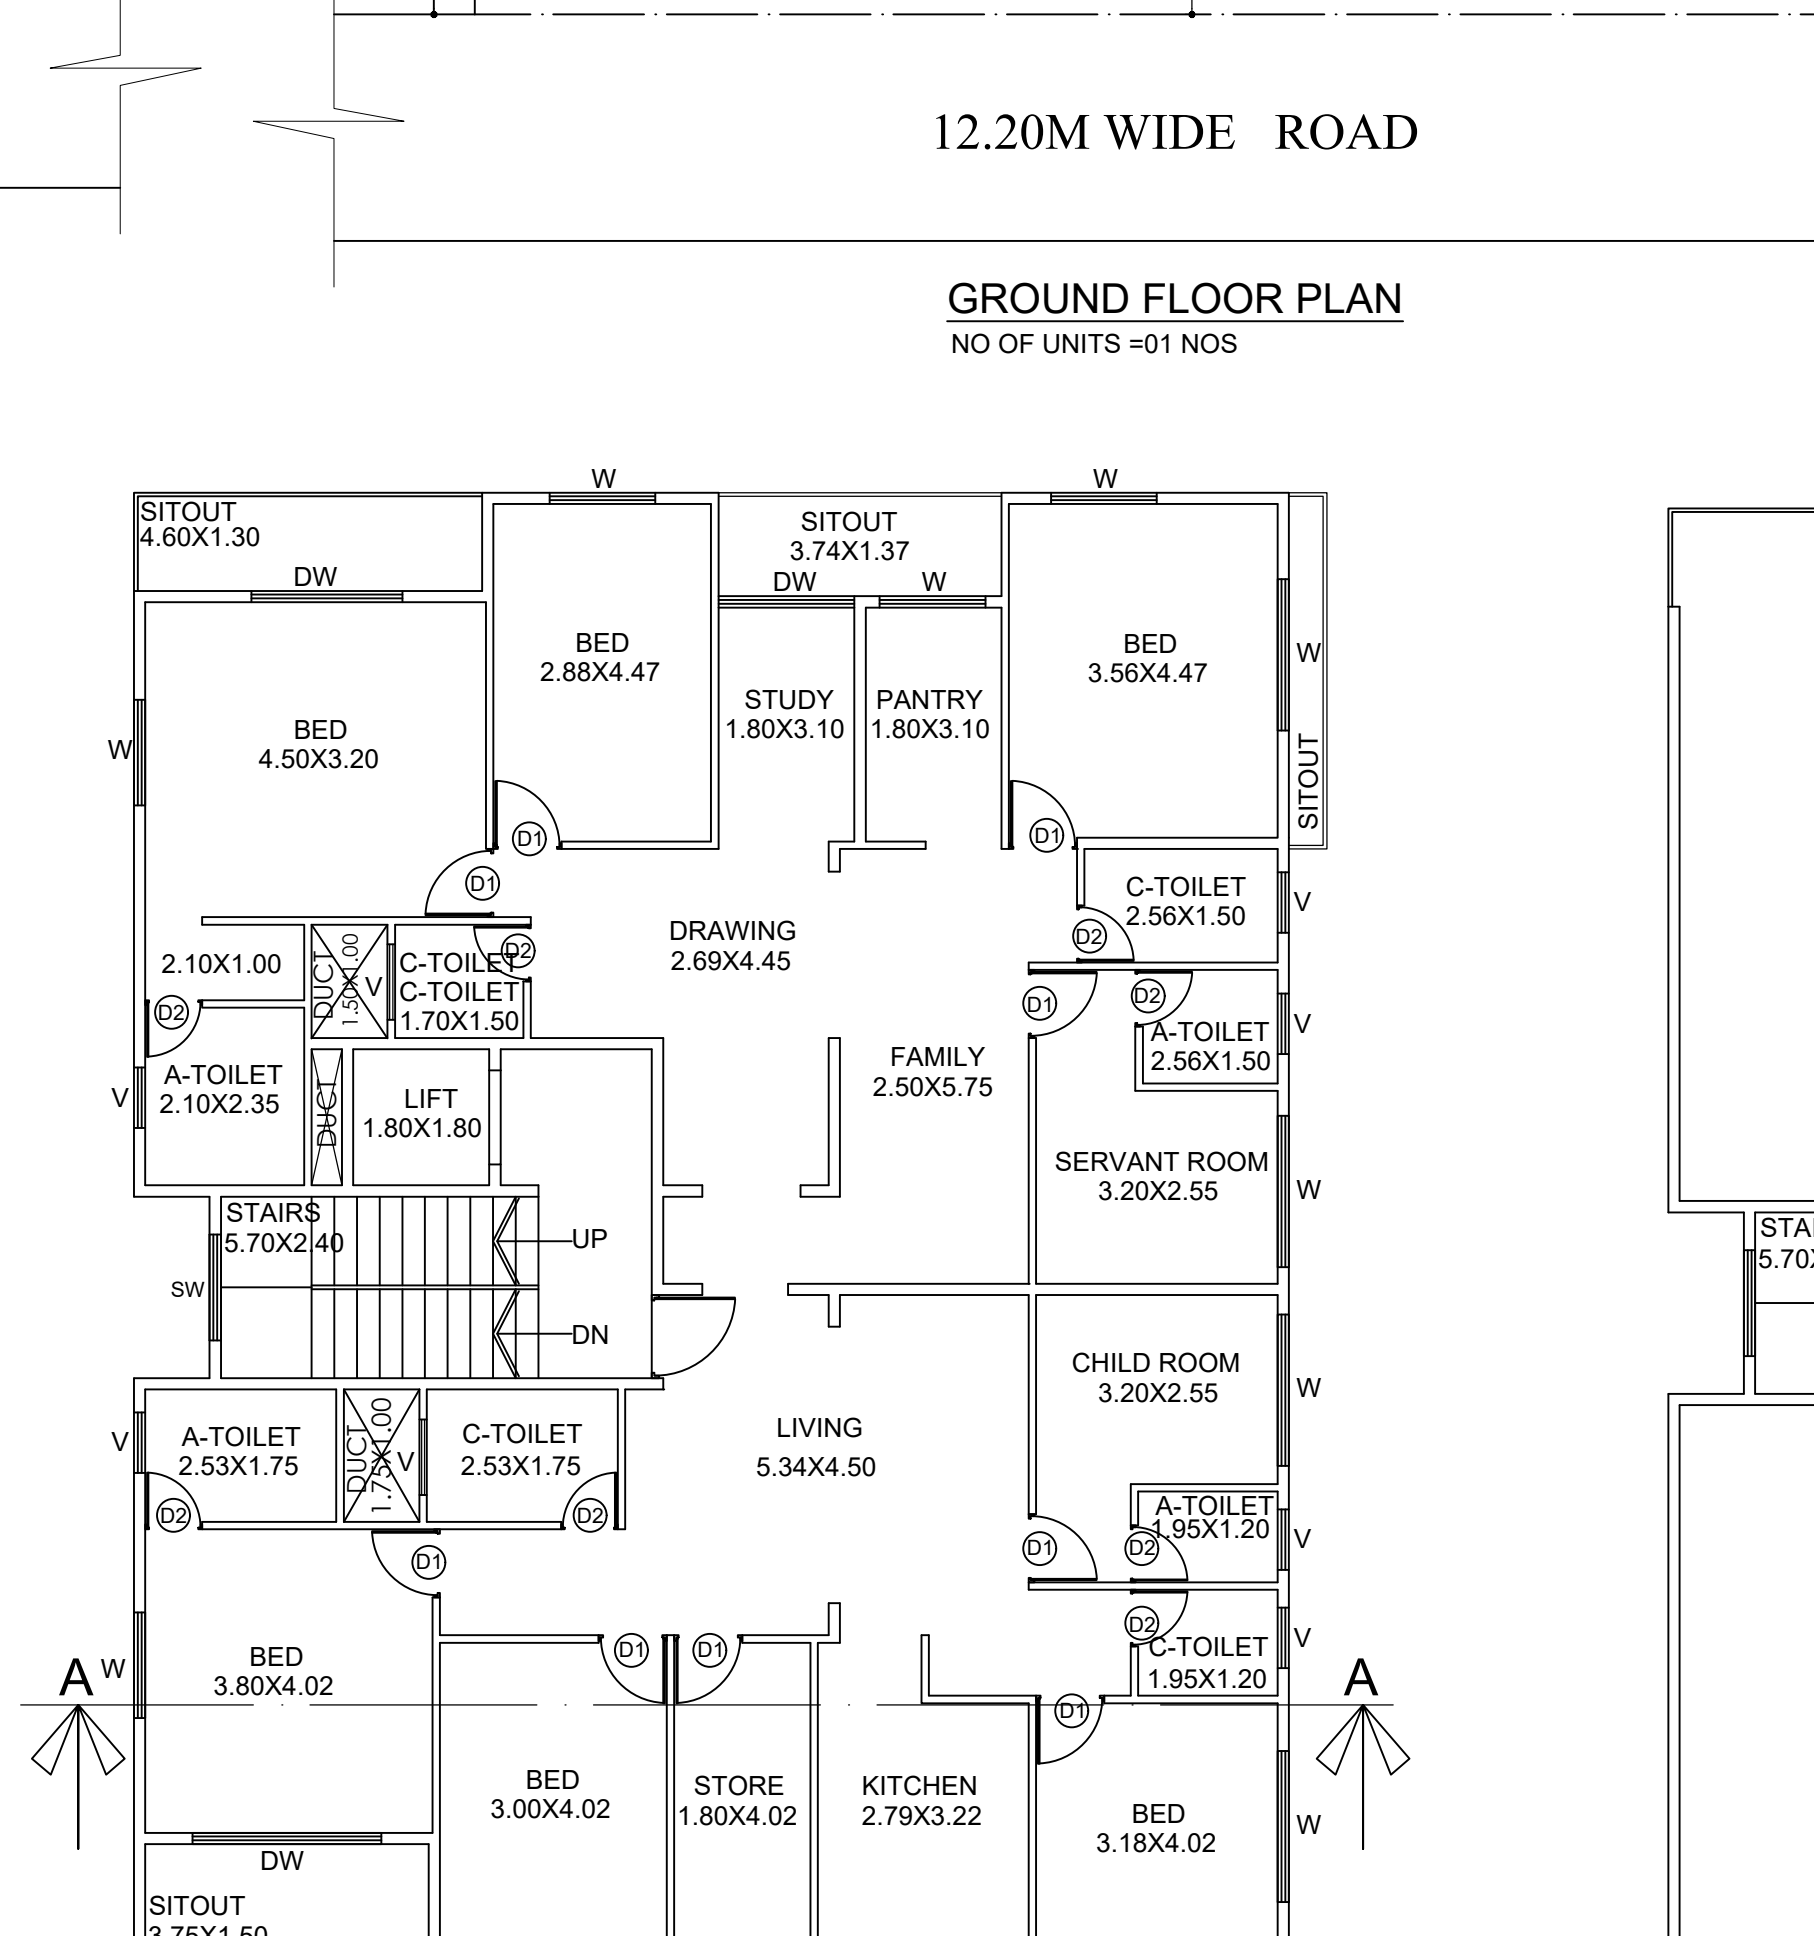 12.20M WIDE ROAD
GROUND FLOOR PLAN
NO OF UNITS =01 NOS
W
W
SITOUT
4.60X1.30
SITOUT
3.74X1.37
DW
DW
W
BED
2.88X4.47
BED
3.56X4.47
W
STUDY
1.80X3.10
PANTRY
1.80X3.10
BED
4.50X3.20
W
SITOUT
D1
D1
D1
C-TOILET
2.56X1.50
V
DRAWING
2.69X4.45
D2
D2
2.10X1.00
DUCT
1.50X1.00
V
C-TOILET
C-TOILET
1.70X1.50
D2
D1
D2
A-TOILET
2.56X1.50
V
A-TOILET
2.10X2.35
V
DUCT
LIFT
1.80X1.80
FAMILY
2.50X5.75
SERVANT ROOM
3.20X2.55
W
STAIRS
5.70X2.40
UP
SW
DN
STAI
5.70X
CHILD ROOM
3.20X2.55
W
A-TOILET
2.53X1.75
V
DUCT
1.75X1.00
V
C-TOILET
2.53X1.75
LIVING
5.34X4.50
D2
D2
D1
A-TOILET
1.95X1.20
V
D1
D2
D2
C-TOILET
1.95X1.20
V
D1
D1
D1
A
W
BED
3.80X4.02
A
BED
3.00X4.02
STORE
1.80X4.02
KITCHEN
2.79X3.22
BED
3.18X4.02
W
DW
SITOUT
3.75X1.50